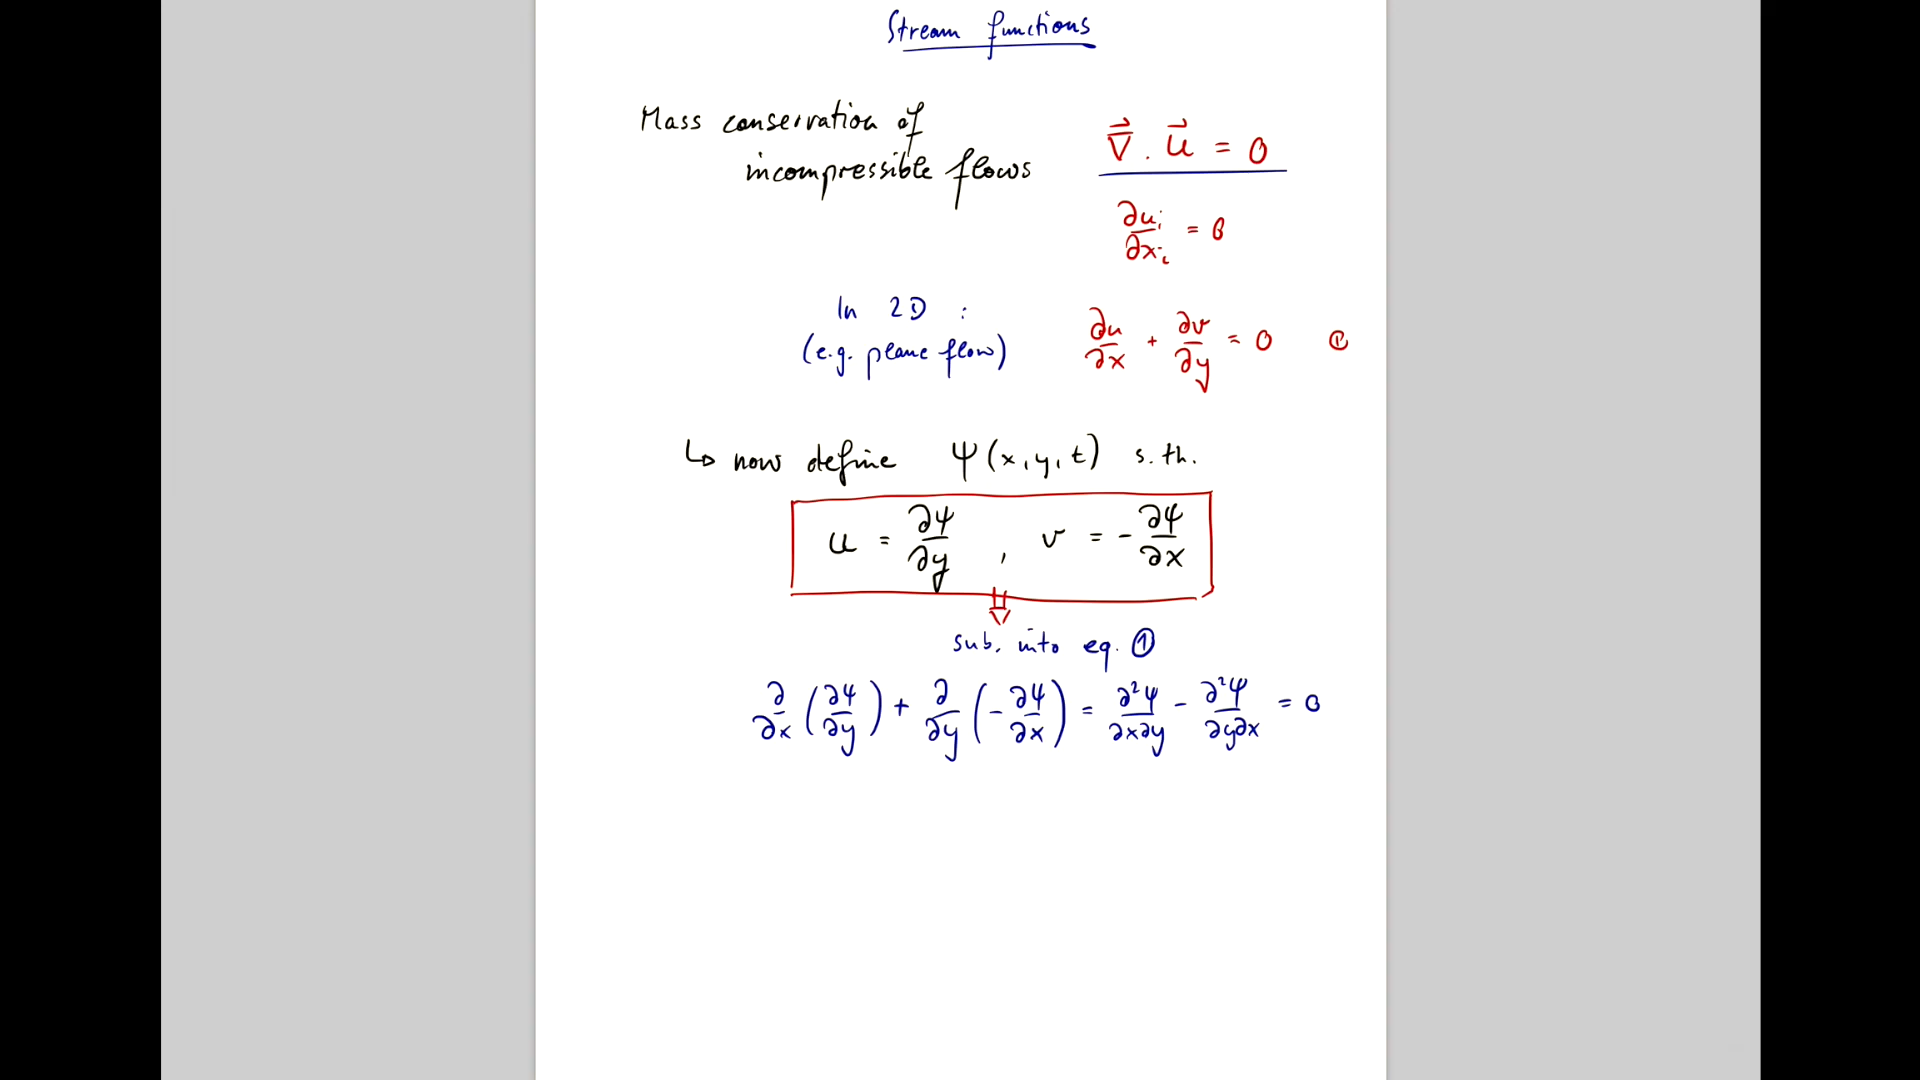 Stream functions
Mass conservation of
incompressible flows
∇⃗ . u⃗ = 0
∂uᵢ/∂xᵢ = 0
In 2D :
(e.g. plane flow)
∂u/∂x + ∂v/∂y = 0 ①
↳ now define ψ(x, y, t) s. th.
u = ∂ψ/∂y , v = - ∂ψ/∂x
⇓
sub. into eq. ①
∂/∂x (∂ψ/∂y) + ∂/∂y (- ∂ψ/∂x) = ∂²ψ/∂x∂y - ∂²ψ/∂y∂x = 0